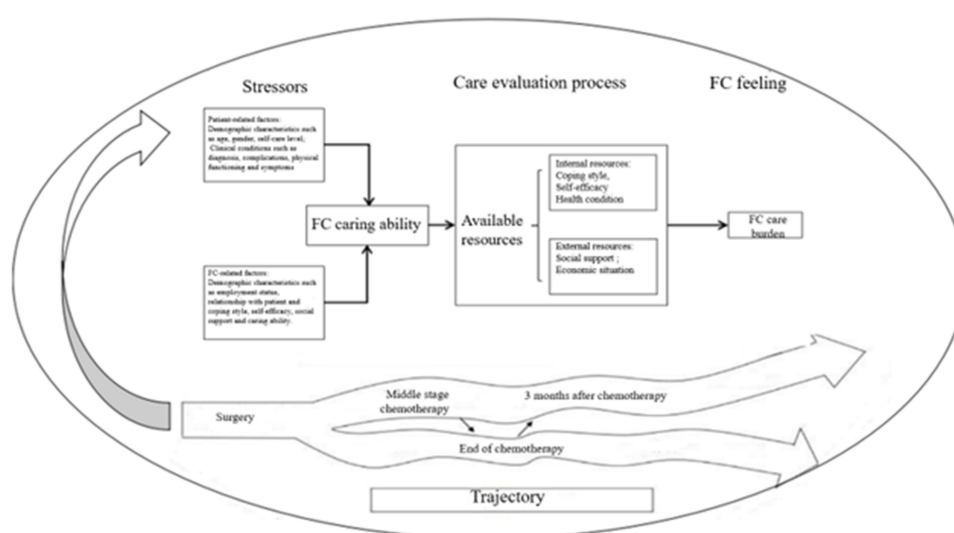 Stressors
Care evaluation process
FC feeling
Patient-related factors:
Demographic characteristics such
as age, gender, self-care level,
Clinical conditions such as
diagnosis, complications, physical
functioning and symptoms
FC caring ability
FC-related factors:
Demographic characteristics such
as employment status,
relationship with patient and
coping style, self-efficacy, social
support and caring ability.
Available
resources
Internal resources:
Coping style,
Self-efficacy
Health condition
External resources:
Social support ;
Economic situation
FC care
burden
Surgery
Middle stage
chemotherapy
3 months after chemotherapy
End of chemotherapy
Trajectory